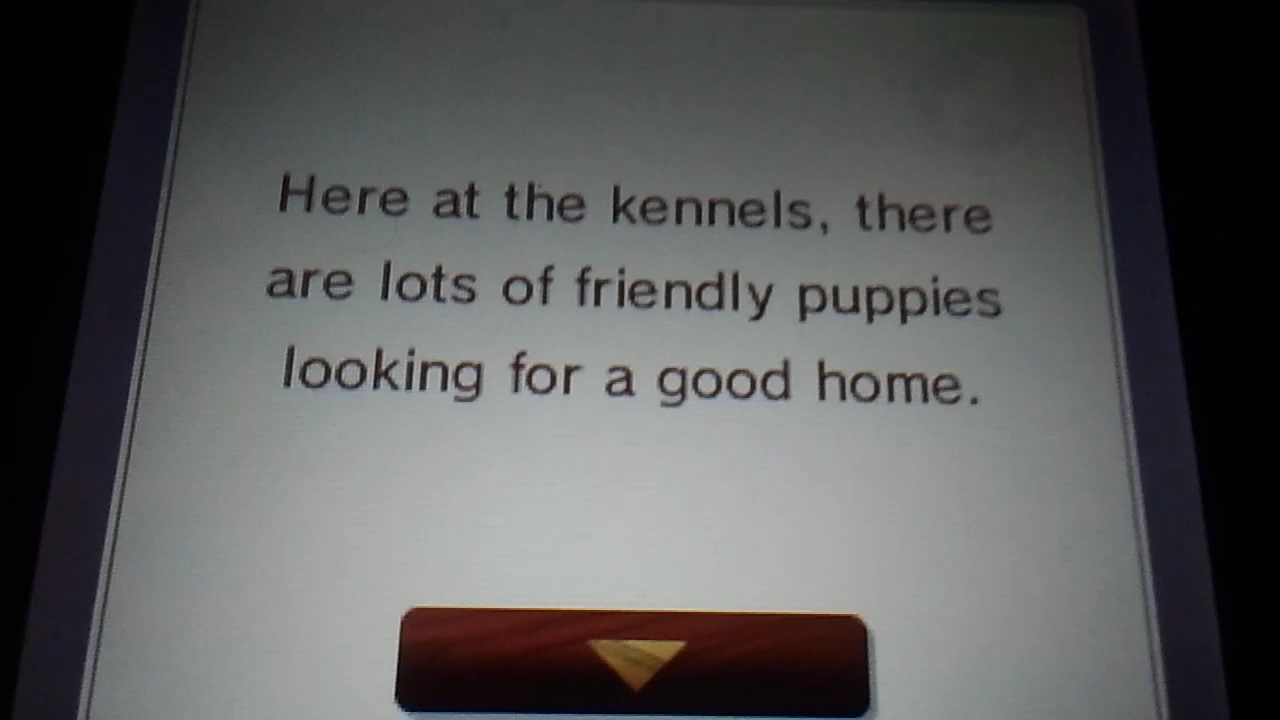 Here at the kennels, there
are lots of friendly puppies
looking for a good home.